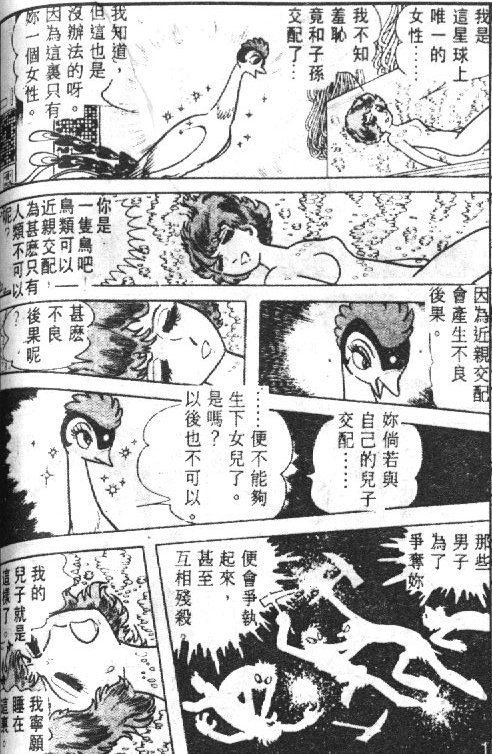 我是
這星球上
唯一的
女性⋯
我不知
羞恥
竟和子孫
交配了⋯
我知道，
但這也是
沒辦法的呀。
因為這裏只有
妳一個女性。
你是
一隻鳥吧！
鳥類可以——
近親交配，
為甚麽只有
人類不可以
呢？
因為近親交配
會產生不良
後果。
甚麽
不良
後果呢
？
妳倘若與
自己的兒子
交配⋯⋯
⋯⋯便不能夠
生下女兒了。
是嗎？
以後也不可以。
那些
男子
為了
爭奪妳
便會爭執
起來，
甚至
互相殘殺。
我的
兒子就是
這樣了。
我寧願
睡在
這裏